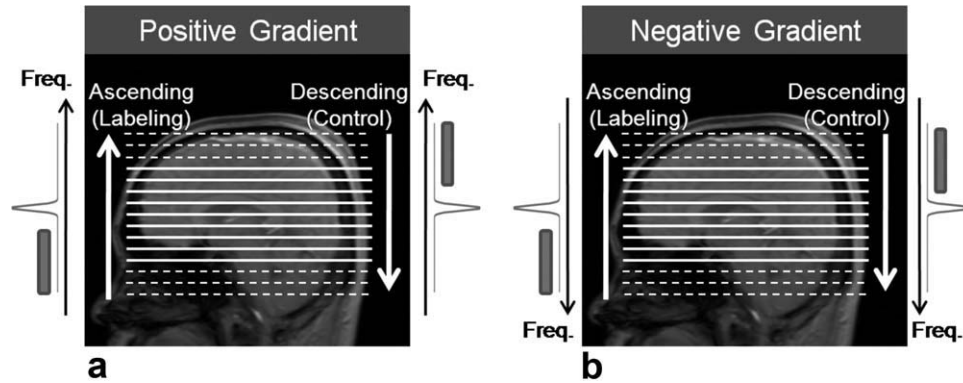 Positive Gradient
Freq.
Ascending
(Labeling)
Descending
(Control)
Freq.
a
Negative Gradient
Ascending
(Labeling)
Descending
(Control)
Freq.
Freq.
b